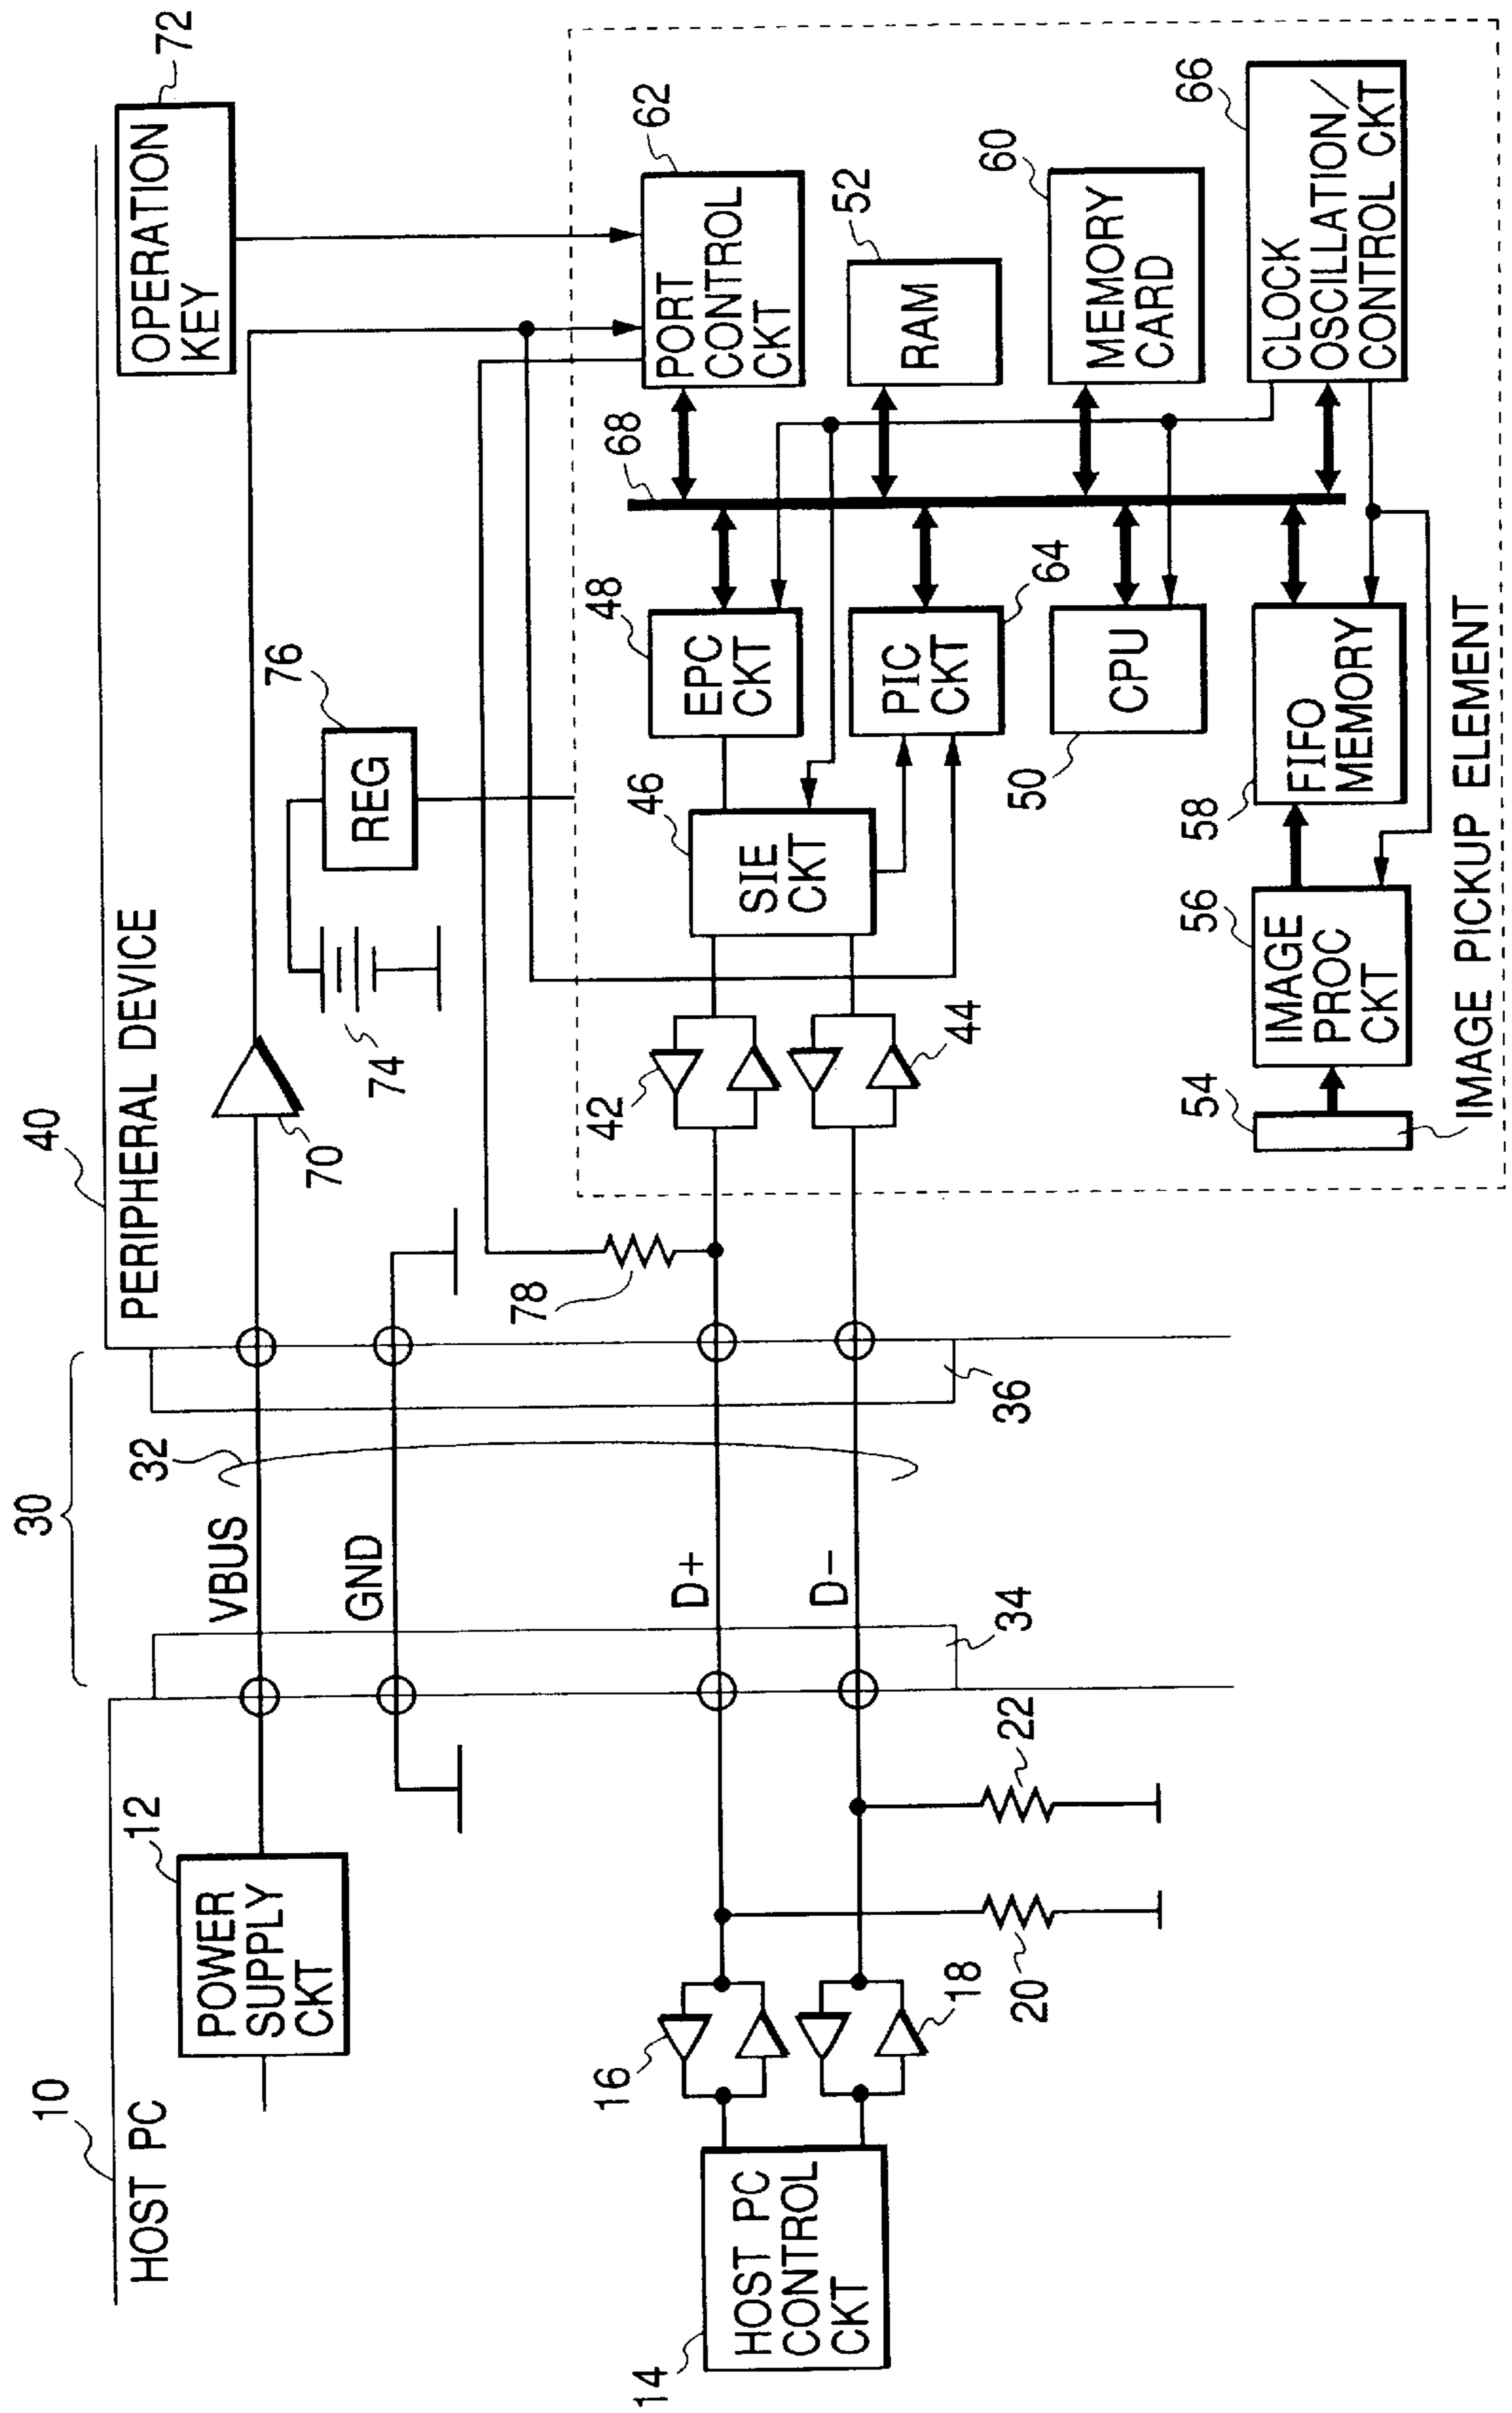 10
HOST PC
12
POWER
SUPPLY
CKT
14
HOST PC
CONTROL
CKT
16
18
20
22
30
VBUS
32
GND
D+
D−
34
36
40
PERIPHERAL DEVICE
70
74
76
REG
72
OPERATION
KEY
78
42
44
46
SIE
CKT
48
EPC
CKT
68
62
PORT
CONTROL
CKT
64
PIC
CKT
52
RAM
50
CPU
60
MEMORY
CARD
54
IMAGE PICKUP ELEMENT
56
IMAGE
PROC
CKT
58
FIFO
MEMORY
66
CLOCK
OSCILLATION/
CONTROL CKT